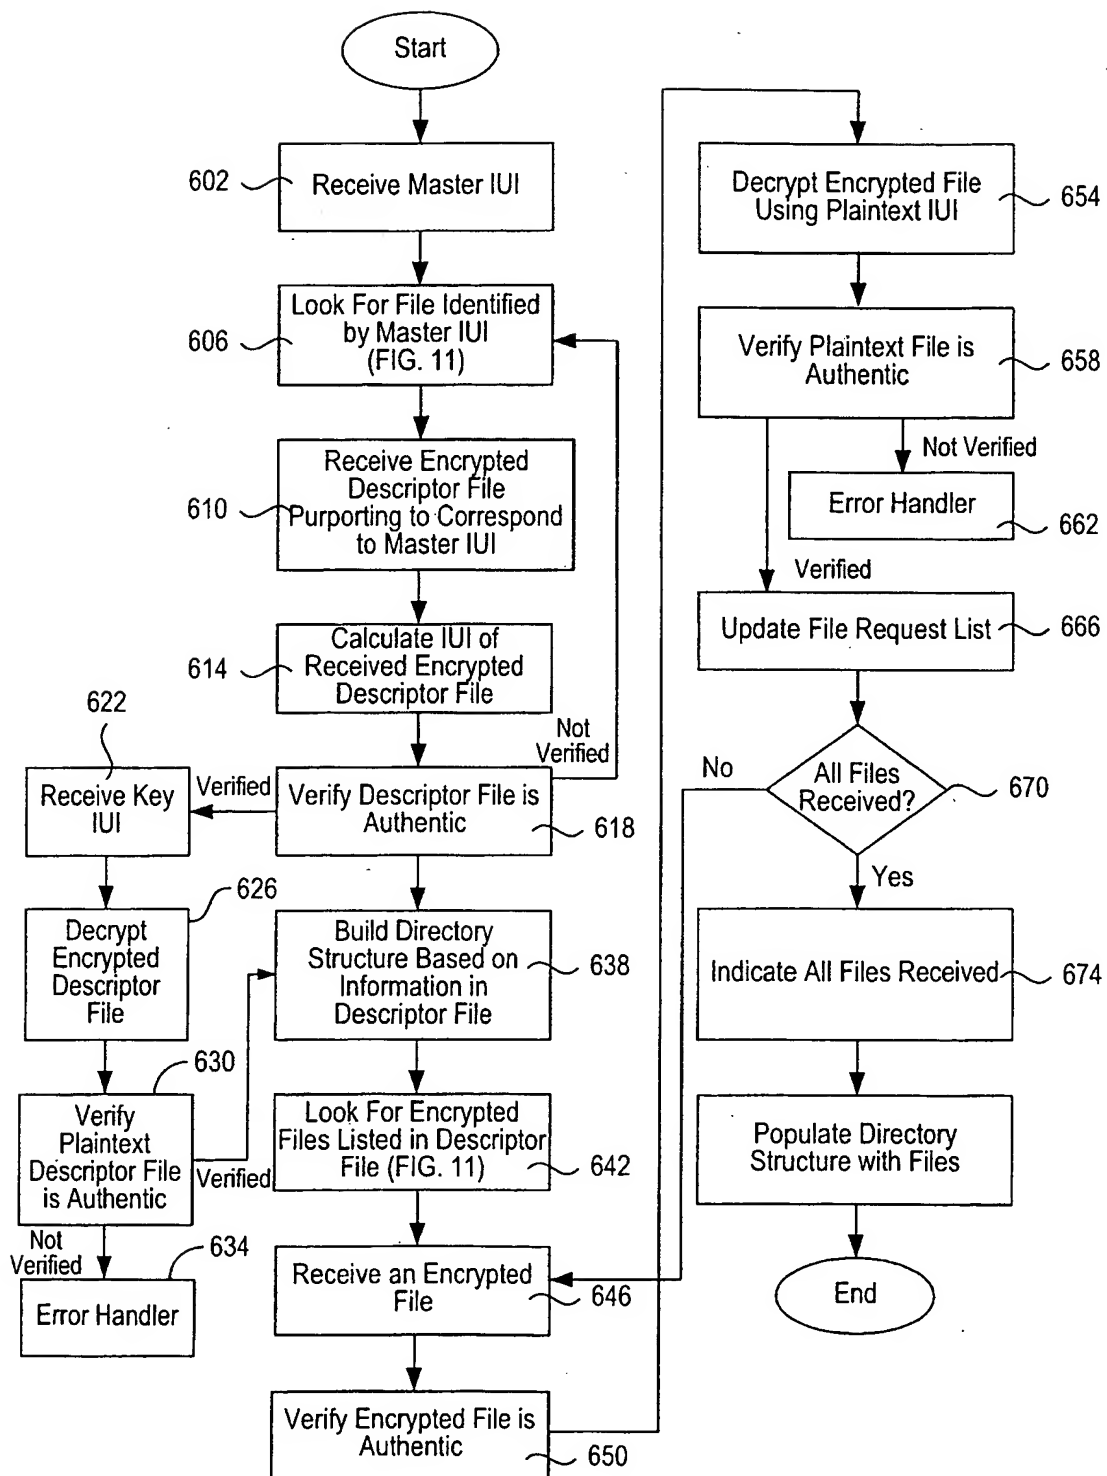 Start
602
Receive Master IUI
606
Look For File Identified
by Master IUI
(FIG. 11)
610
Receive Encrypted
Descriptor File
Purporting to Correspond
to Master IUI
614
Calculate IUI of
Received Encrypted
Descriptor File
Not
Verified
622
Receive Key
IUI
Verified
Verify Descriptor File is
Authentic
618
626
Decrypt
Encrypted
Descriptor
File
Build Directory
Structure Based on
Information in
Descriptor File
638
630
Verify
Plaintext
Descriptor File
is Authentic
Verified
Not
Verified
634
Error Handler
Look For Encrypted
Files Listed in Descriptor
File (FIG. 11)
642
Receive an Encrypted
File
646
Verify Encrypted File is
Authentic
650
Decrypt Encrypted File
Using Plaintext IUI
654
Verify Plaintext File is
Authentic
658
Not Verified
Error Handler
662
Verified
Update File Request List
666
No
All Files
Received?
670
Yes
Indicate All Files Received
674
Populate Directory
Structure with Files
End